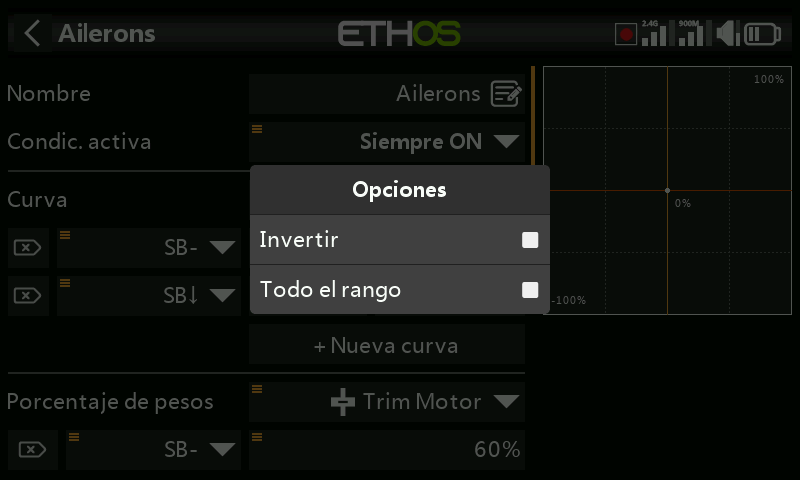 Ailerons
ETHOS
2.4G
900M
Nombre
Ailerons
Condic. activa
Siempre ON
Curva
SB-
SB↓
+ Nueva curva
Porcentaje de pesos
Trim Motor
SB-
60%
Opciones
Invertir
Todo el rango
100%
0%
-100%